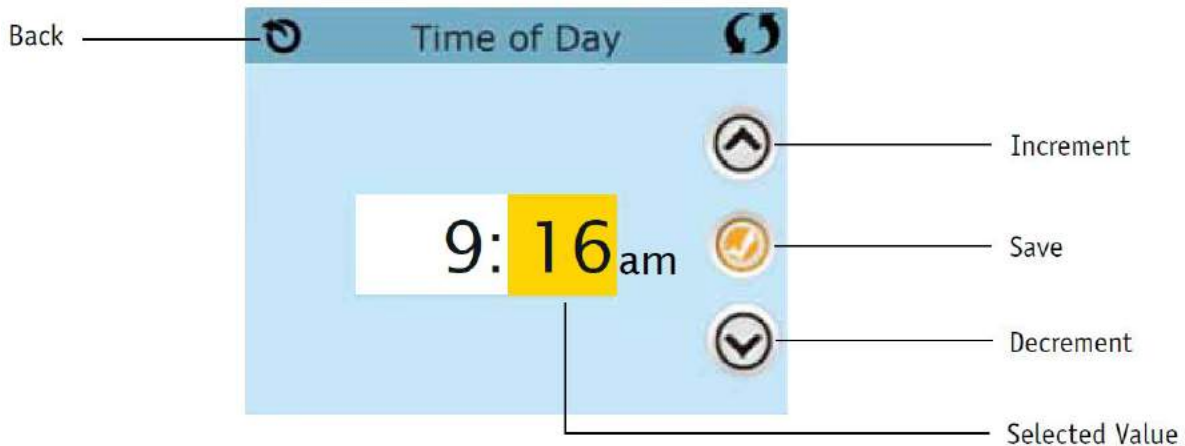 Back
Time of Day
Increment
9:16am
Save
Decrement
Selected Value